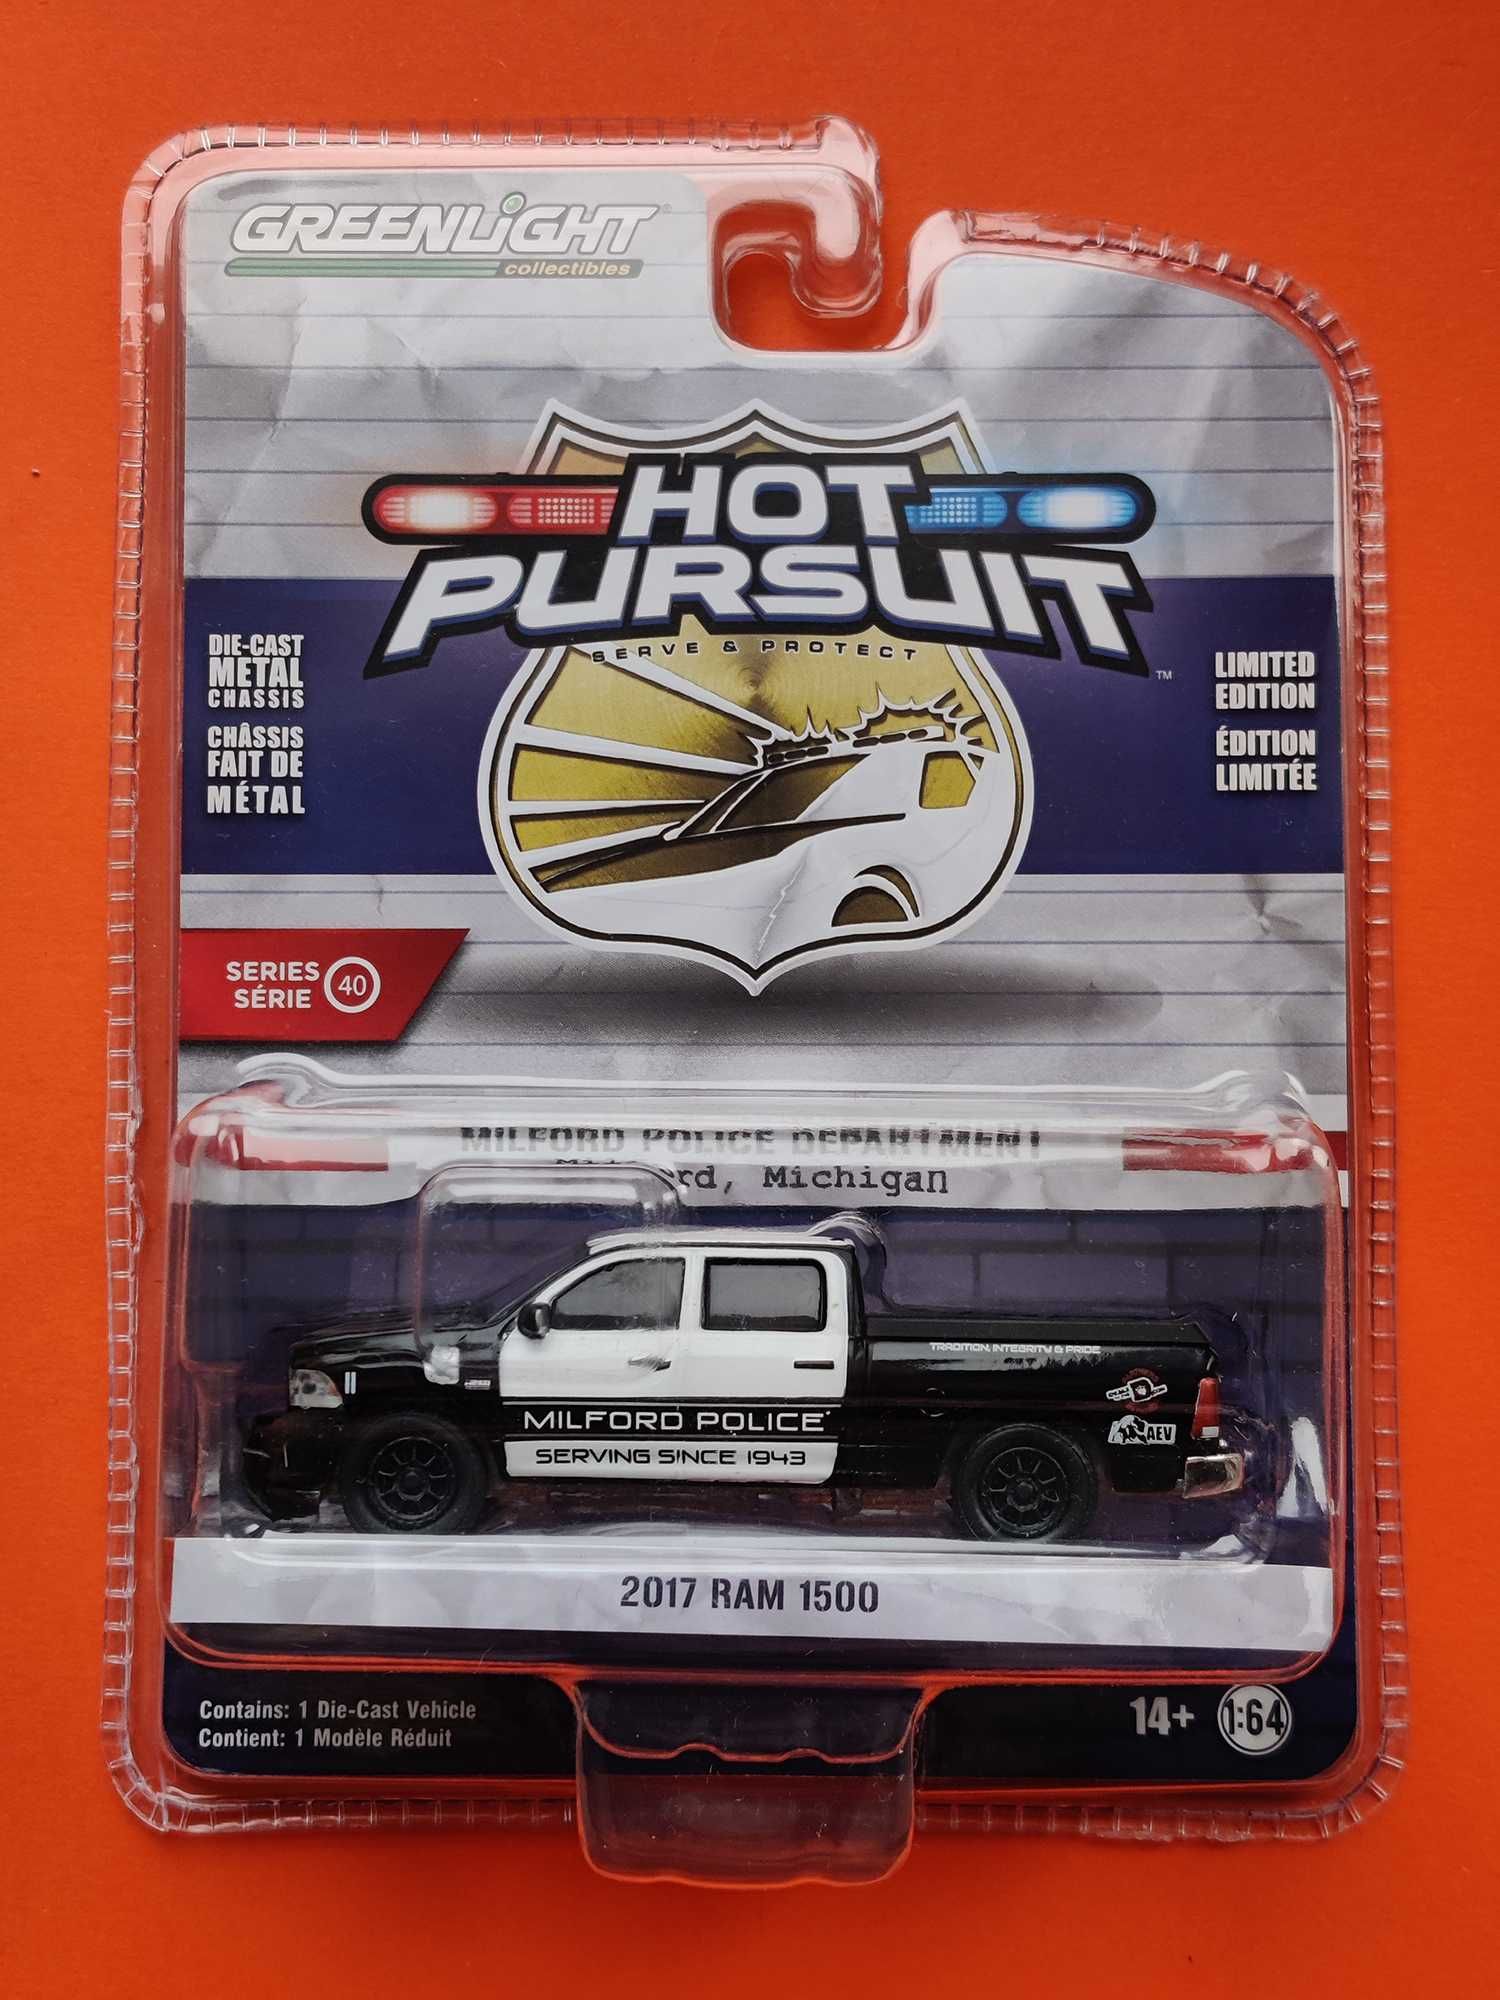 GREENLiGHT®
collectibles
HOT
PURSUIT™
SERVE & PROTECT
DIE-CAST
METAL
CHASSIS
CHÂSSIS
FAIT DE
MÉTAL
LIMITED
EDITION
ÉDITION
LIMITÉE
SERIES
SÉRIE
40
MILFORD POLICE DEPARTMENT
Milford, Michigan
TRADITION, INTEGRITY & PRIDE
AEV
MILFORD POLICE
SERVING SINCE 1943
2017 RAM 1500
Contains: 1 Die-Cast Vehicle
Contient: 1 Modèle Réduit
14+
1:64